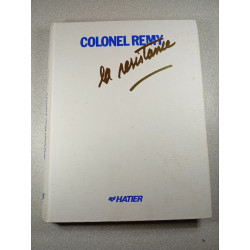 COLONEL REMY
la resistance
HATIER